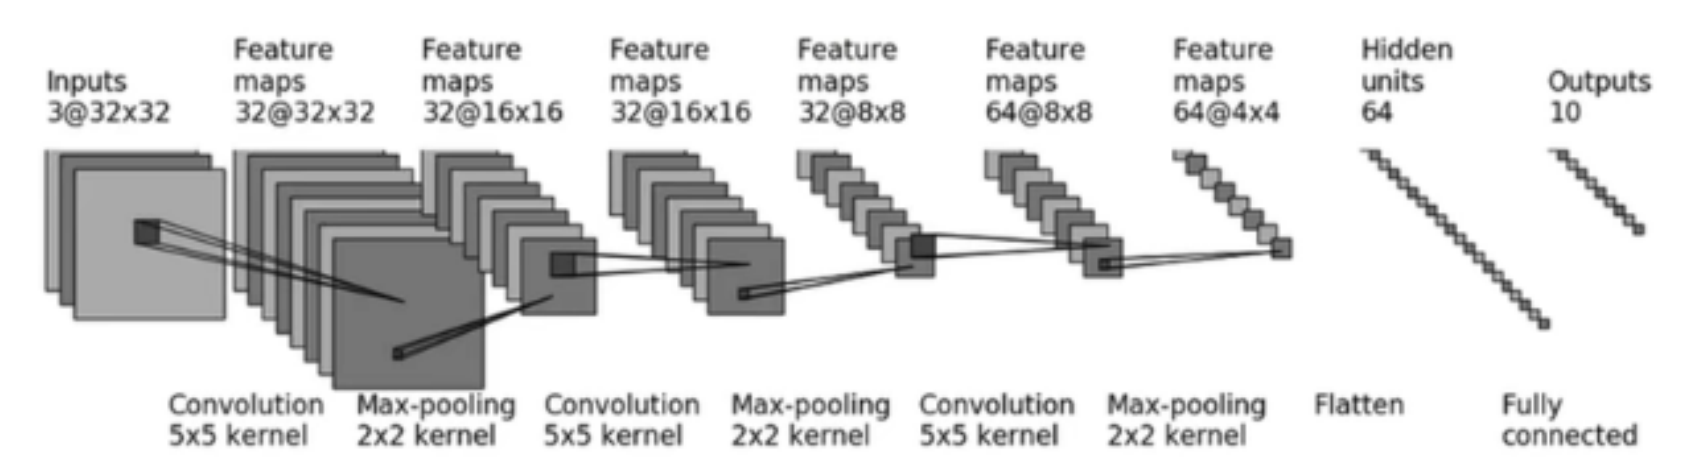 Inputs
3@32x32
Feature
maps
32@32x32
Feature
maps
32@16x16
Feature
maps
32@16x16
Feature
maps
32@8x8
Feature
maps
64@8x8
Feature
maps
64@4x4
Hidden
units
64
Outputs
10
Convolution
5x5 kernel
Max-pooling
2x2 kernel
Convolution
5x5 kernel
Max-pooling
2x2 kernel
Convolution
5x5 kernel
Max-pooling
2x2 kernel
Flatten
Fully
connected